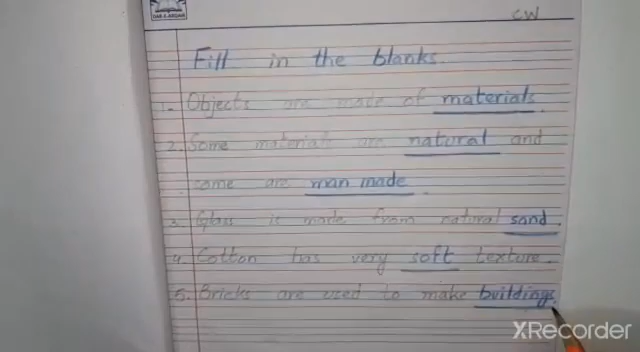 DAR-E-ARQAM
CW
Fill in the blanks.
1. Objects are made of materials.
2. Some materials are natural and
some are man made.
3. Glass is made from natural sand.
4. Cotton has very soft texture.
5. Bricks are used to make buildings.
XRecorder